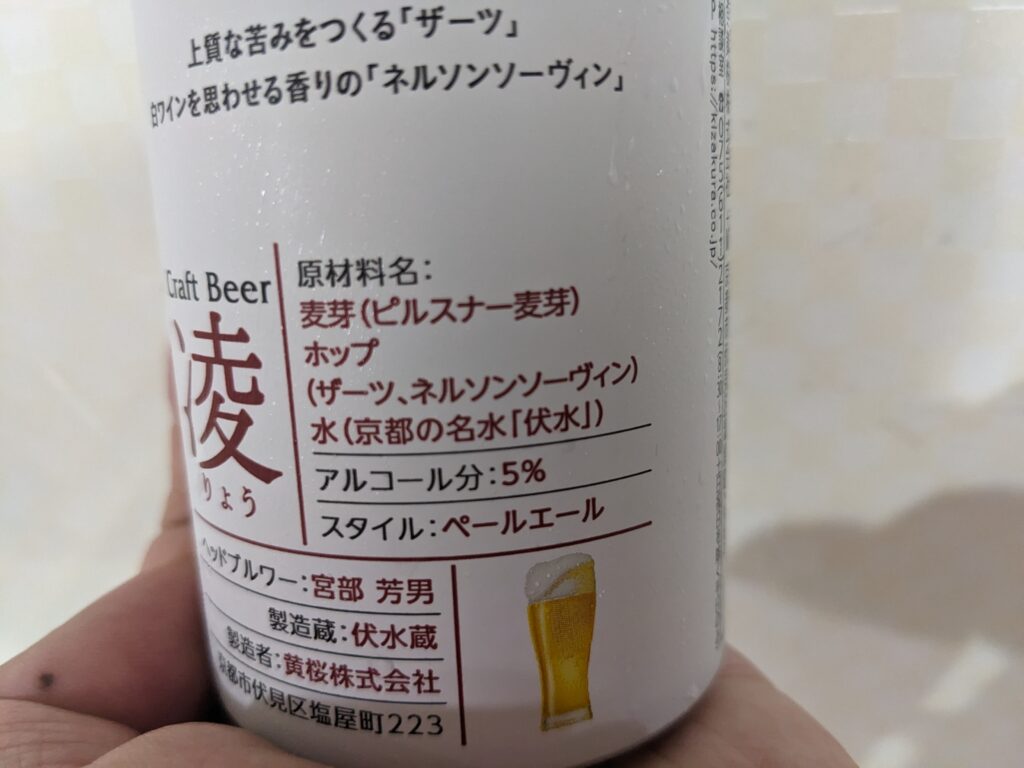 上質な苦みをつくる「ザーツ」
白ワインを思わせる香りの「ネルソンソーヴィン」
Craft Beer
凌
りょう
原材料名：
麦芽（ピルスナー麦芽）
ホップ
（ザーツ、ネルソンソーヴィン）
水（京都の名水「伏水」）
アルコール分：5%
スタイル：ペールエール
ヘッドブルワー：宮部 芳男
製造蔵：伏水蔵
製造者：黄桜株式会社
京都市伏見区塩屋町223
https://kizakura.co.jp/